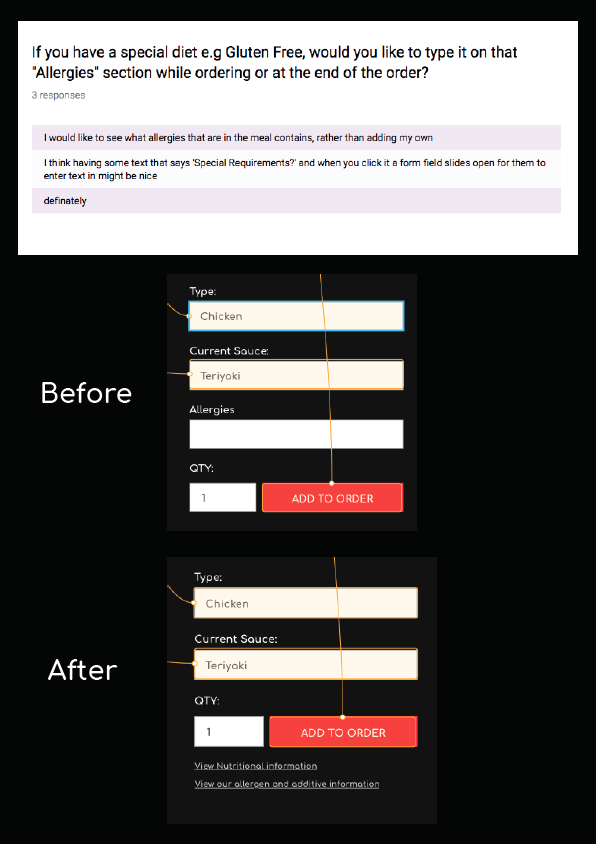 If you have a special diet e.g Gluten Free, would you like to type it on that
"Allergies" section while ordering or at the end of the order?
3 responses
I would like to see what allergies that are in the meal contains, rather than adding my own
I think having some text that says 'Special Requirements?' and when you click it a form field slides open for them to
enter text in might be nice
definately
Before
Type:
Chicken
Current Sauce:
Teriyaki
Allergies
QTY:
1
ADD TO ORDER
After
Type:
Chicken
Current Sauce:
Teriyaki
QTY:
1
ADD TO ORDER
View Nutritional information
View our allergen and additive information